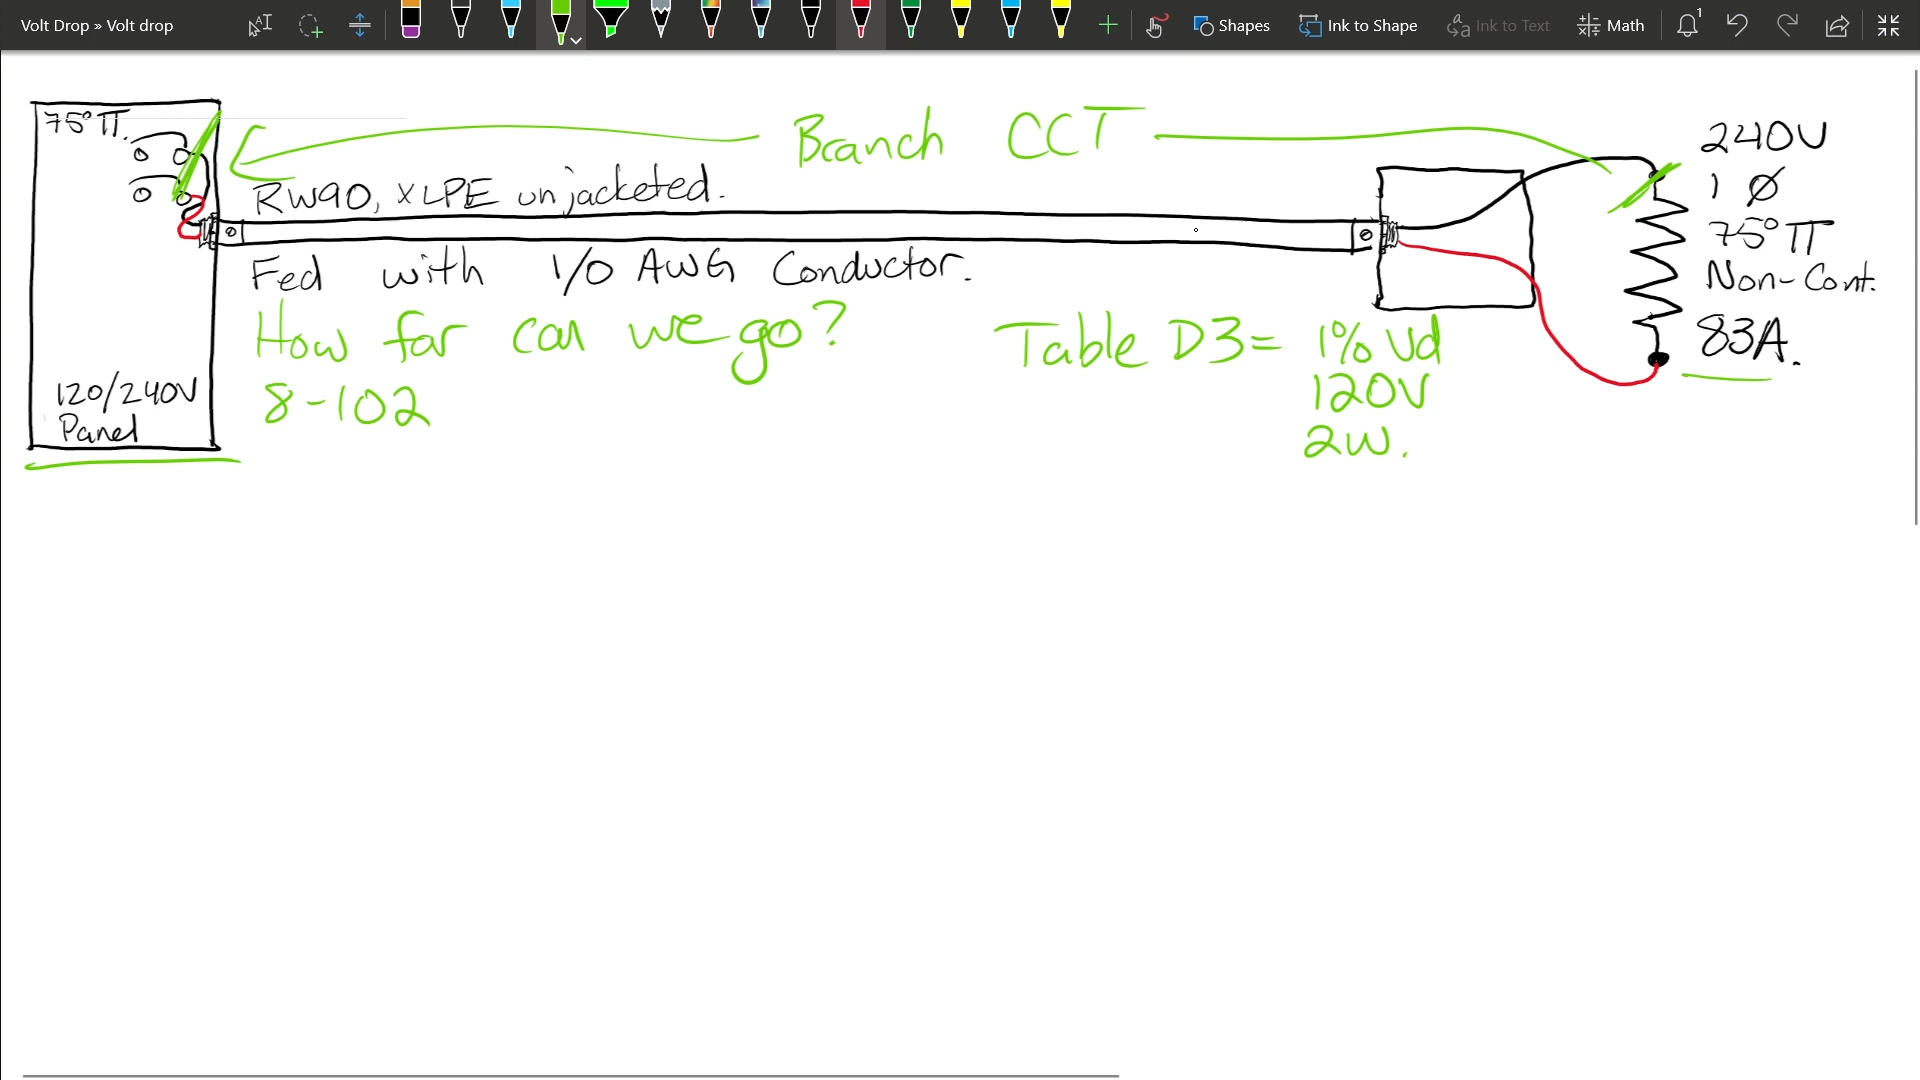 Volt Drop » Volt drop
Shapes
Ink to Shape
Ink to Text
Math
1
75° TT.
Branch CCT
240V
1 Ø
75° TT
Non-Cont.
83A.
RW90, XLPE unjacketed.
Fed with 1/0 AWG Conductor.
How far can we go?
8-102
Table D3 = 1% Vd
120V
2W.
120/240V
Panel